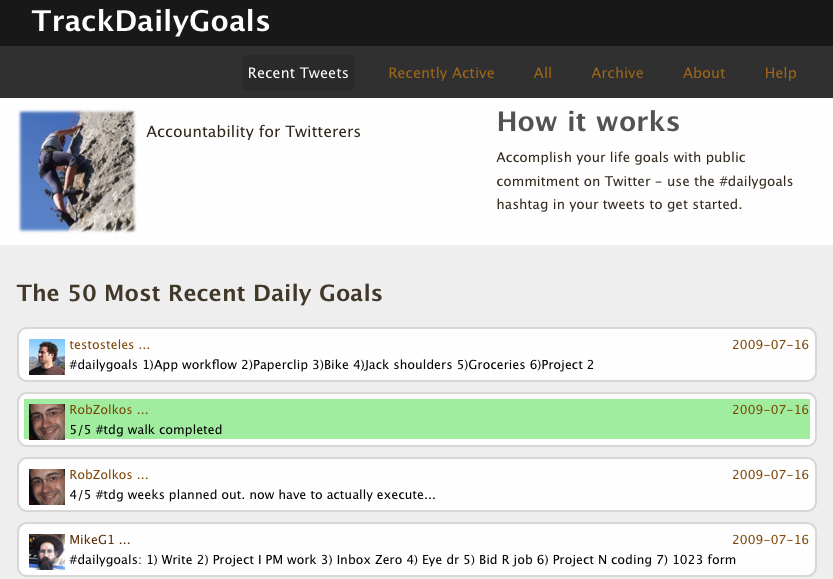 TrackDailyGoals
Recent Tweets Recently Active All Archive About Help
Accountability for Twitterers
How it works
Accomplish your life goals with public
commitment on Twitter – use the #dailygoals
hashtag in your tweets to get started.
The 50 Most Recent Daily Goals
testosteles ... 2009-07-16
#dailygoals 1)App workflow 2)Paperclip 3)Bike 4)Jack shoulders 5)Groceries 6)Project 2
RobZolkos ... 2009-07-16
5/5 #tdg walk completed
RobZolkos ... 2009-07-16
4/5 #tdg weeks planned out. now have to actually execute...
MikeG1 ... 2009-07-16
#dailygoals: 1) Write 2) Project I PM work 3) Inbox Zero 4) Eye dr 5) Bid R job 6) Project N coding 7) 1023 form